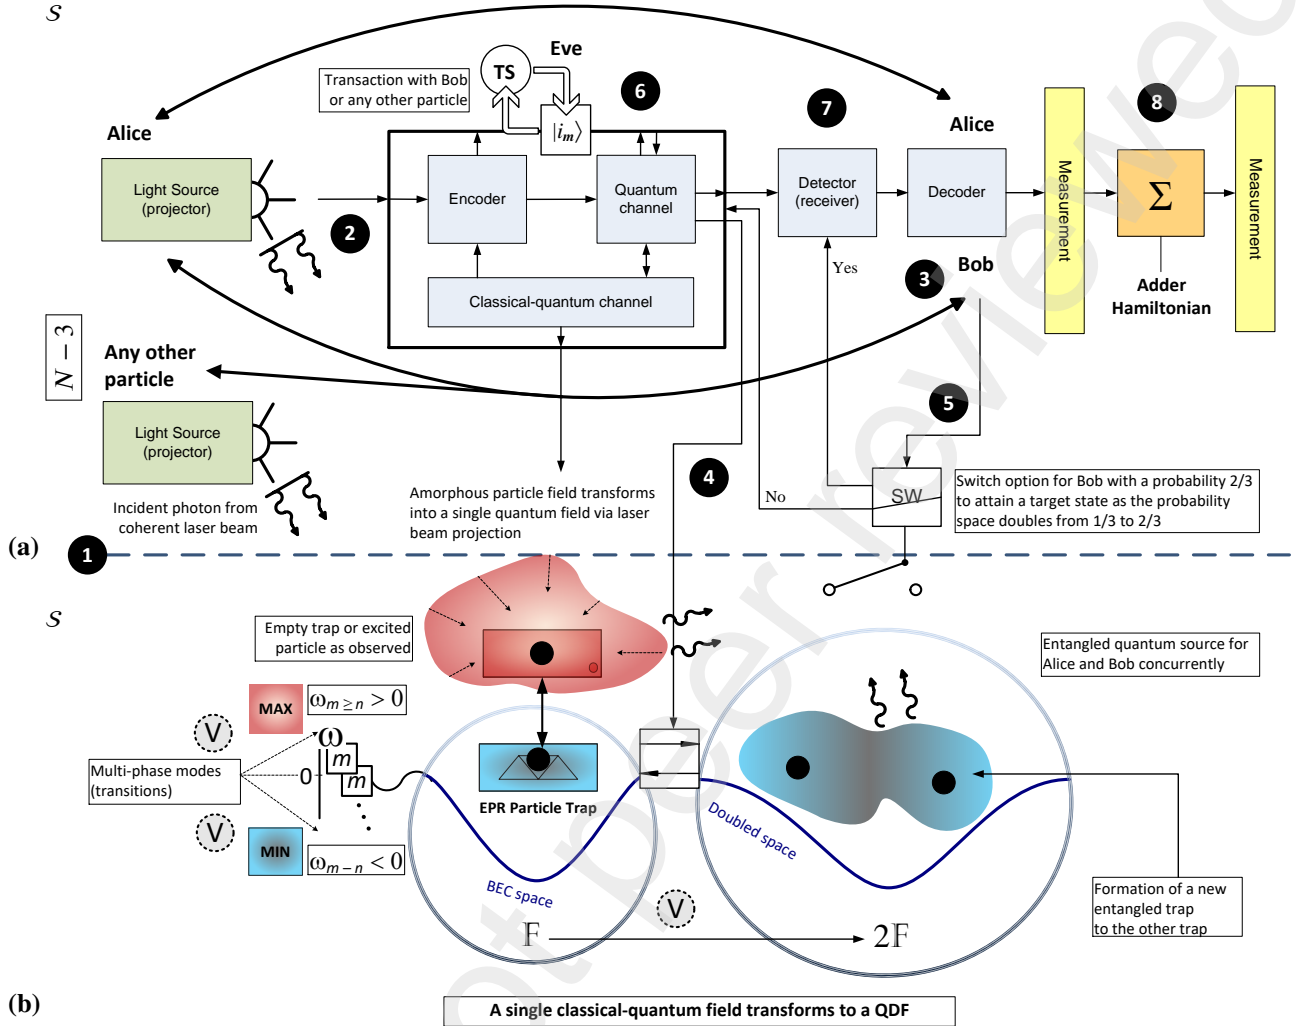 S
Eve
TS
Transaction with Bob
or any other particle
|i_m⟩
6
7
8
Alice
Alice
Light Source
(projector)
2
Encoder
Quantum
channel
Detector
(receiver)
Decoder
Measurement
Σ
Measurement
Classical-quantum channel
Yes
3
Bob
Adder
Hamiltonian
N − 3
Any other
particle
Light Source
(projector)
5
4
Incident photon from
coherent laser beam
Amorphous particle field transforms
into a single quantum field via laser
beam projection
No
SW
Switch option for Bob with a probability 2/3
to attain a target state as the probability
space doubles from 1/3 to 2/3
(a)
1
S
Empty trap or excited
particle as observed
Entangled quantum source for
Alice and Bob concurrently
MAX
ω_{m≥n} > 0
V
ω
m
m
0
Multi-phase modes
(transitions)
V
MIN
ω_{m−n} < 0
EPR Particle Trap
BEC space
Doubled space
V
𝔽
2𝔽
Formation of a new
entangled trap
to the other trap
(b)
A single classical-quantum field transforms to a QDF
not peer reviewed